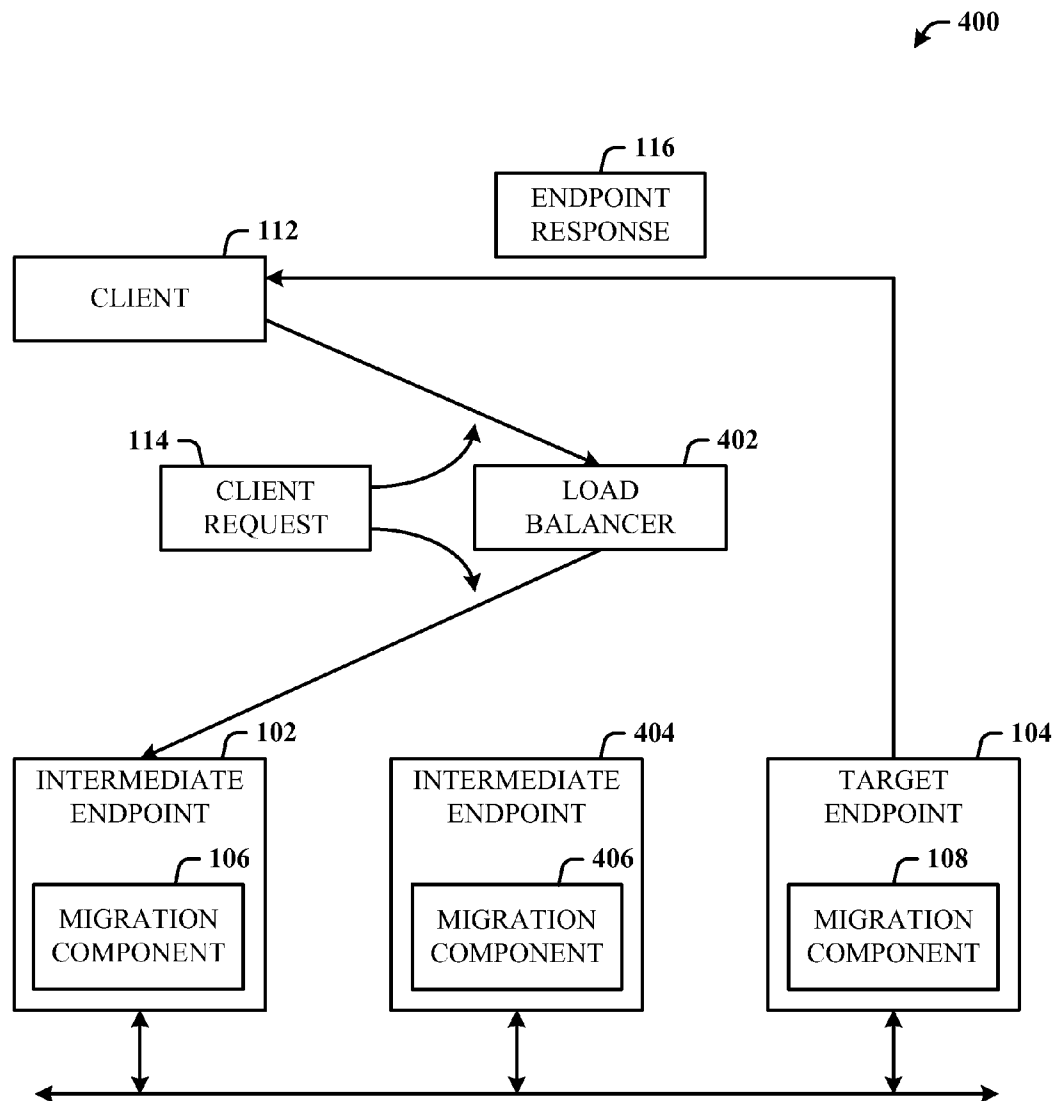 400
116
ENDPOINT
RESPONSE
112
CLIENT
114
CLIENT
REQUEST
402
LOAD
BALANCER
102
INTERMEDIATE
ENDPOINT
106
MIGRATION
COMPONENT
404
INTERMEDIATE
ENDPOINT
406
MIGRATION
COMPONENT
104
TARGET
ENDPOINT
108
MIGRATION
COMPONENT